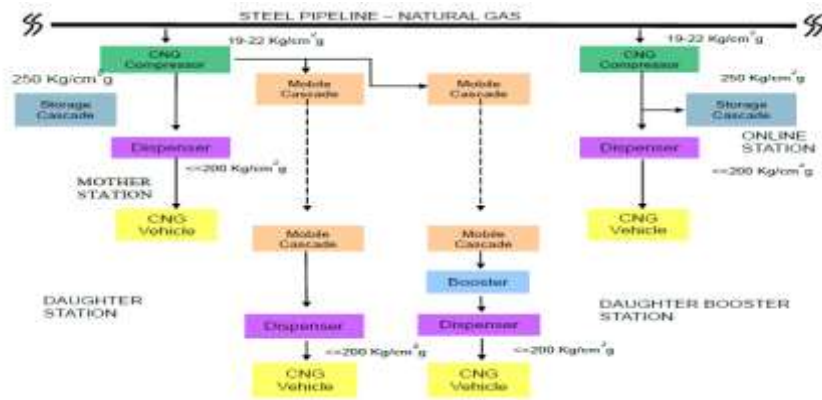 STEEL PIPELINE – NATURAL GAS
19-22 Kg/cm²g
19-22 Kg/cm²g
CNG
Compressor
CNG
Compressor
250 Kg/cm²g
Mobile
Cascade
Mobile
Cascade
250 Kg/cm²g
Storage
Cascade
Storage
Cascade
Dispenser
Dispenser
ONLINE
STATION
<=200 Kg/cm²g
<=200 Kg/cm²g
MOTHER
STATION
CNG
Vehicle
CNG
Vehicle
Mobile
Cascade
Mobile
Cascade
Booster
DAUGHTER
STATION
DAUGHTER BOOSTER
STATION
Dispenser
Dispenser
<=200 Kg/cm²g
<=200 Kg/cm²g
CNG
Vehicle
CNG
Vehicle